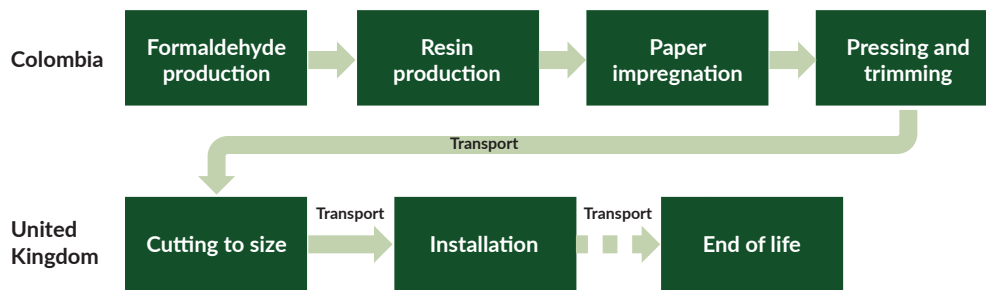 Colombia
Formaldehyde
production
Resin
production
Paper
impregnation
Pressing and
trimming
Transport
United
Kingdom
Cutting to size
Transport
Installation
Transport
End of life